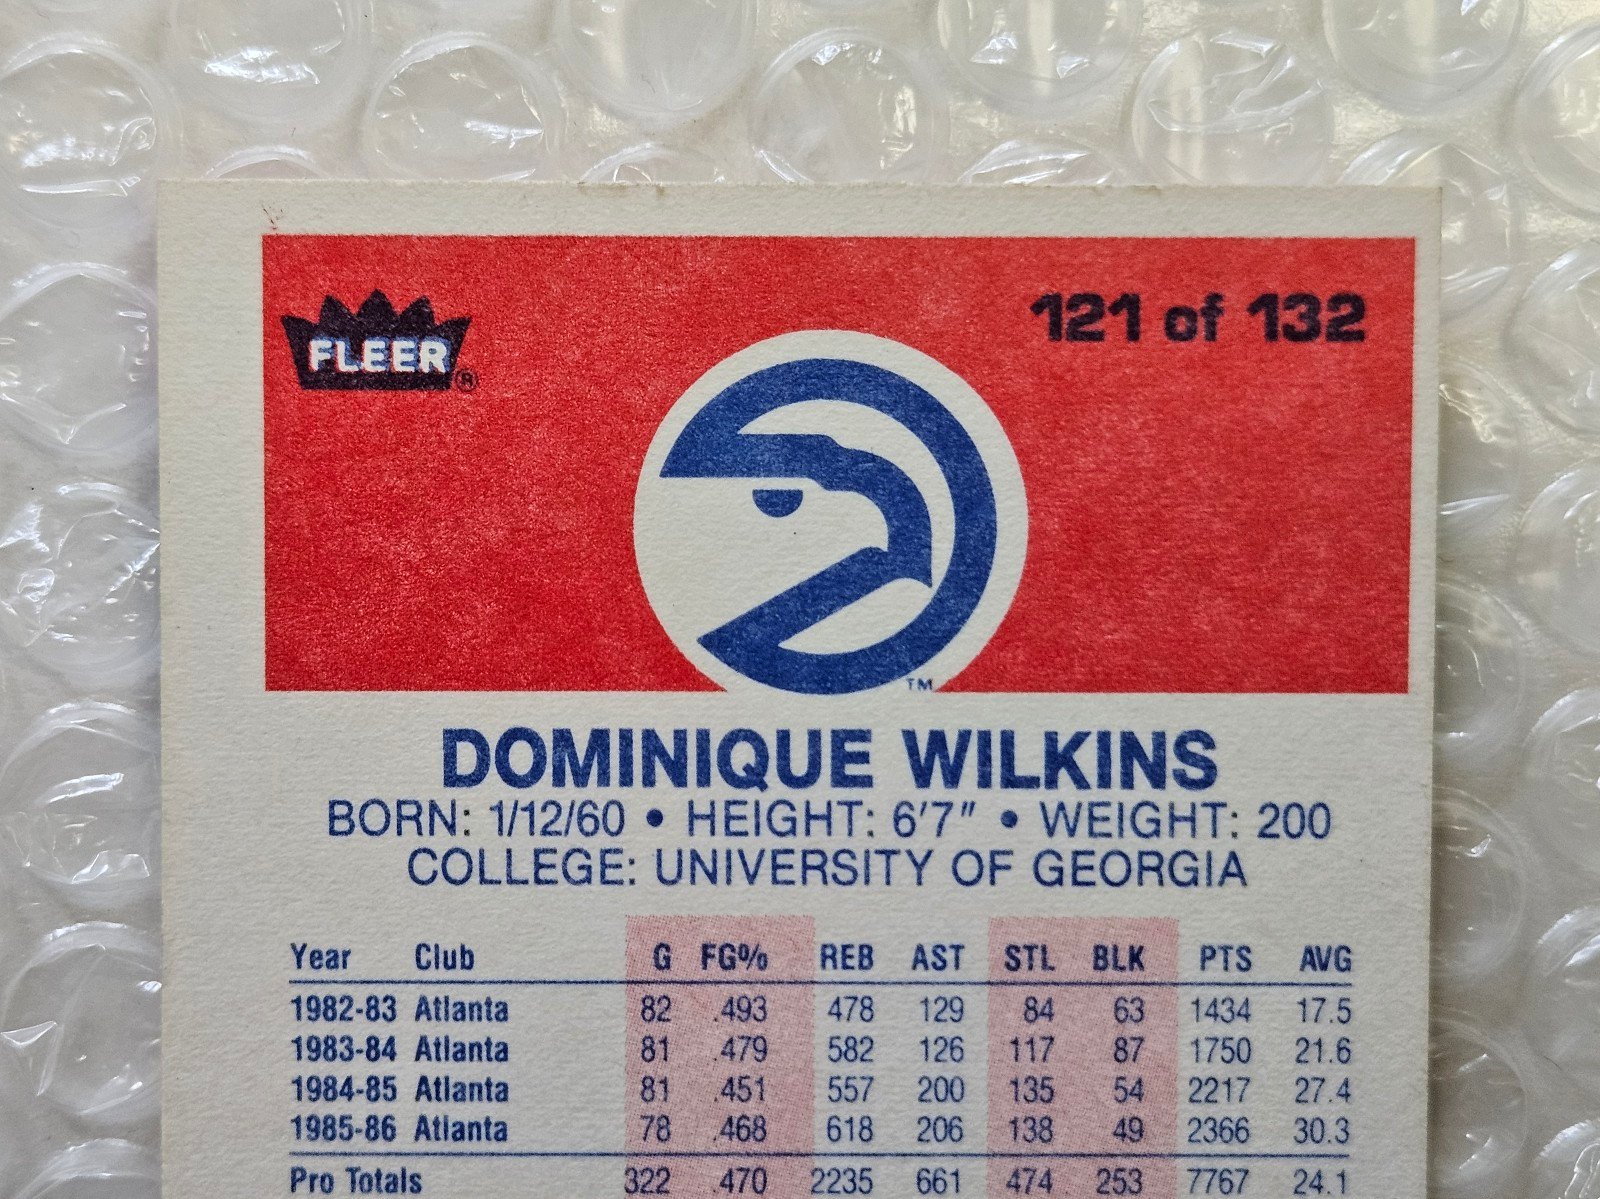 FLEER®
121 of 132
TM
DOMINIQUE WILKINS
BORN: 1/12/60 • HEIGHT: 6'7" • WEIGHT: 200
COLLEGE: UNIVERSITY OF GEORGIA
Year Club G FG% REB AST STL BLK PTS AVG
1982-83 Atlanta 82 .493 478 129 84 63 1434 17.5
1983-84 Atlanta 81 .479 582 126 117 87 1750 21.6
1984-85 Atlanta 81 .451 557 200 135 54 2217 27.4
1985-86 Atlanta 78 .468 618 206 138 49 2366 30.3
Pro Totals 322 .470 2235 661 474 253 7767 24.1